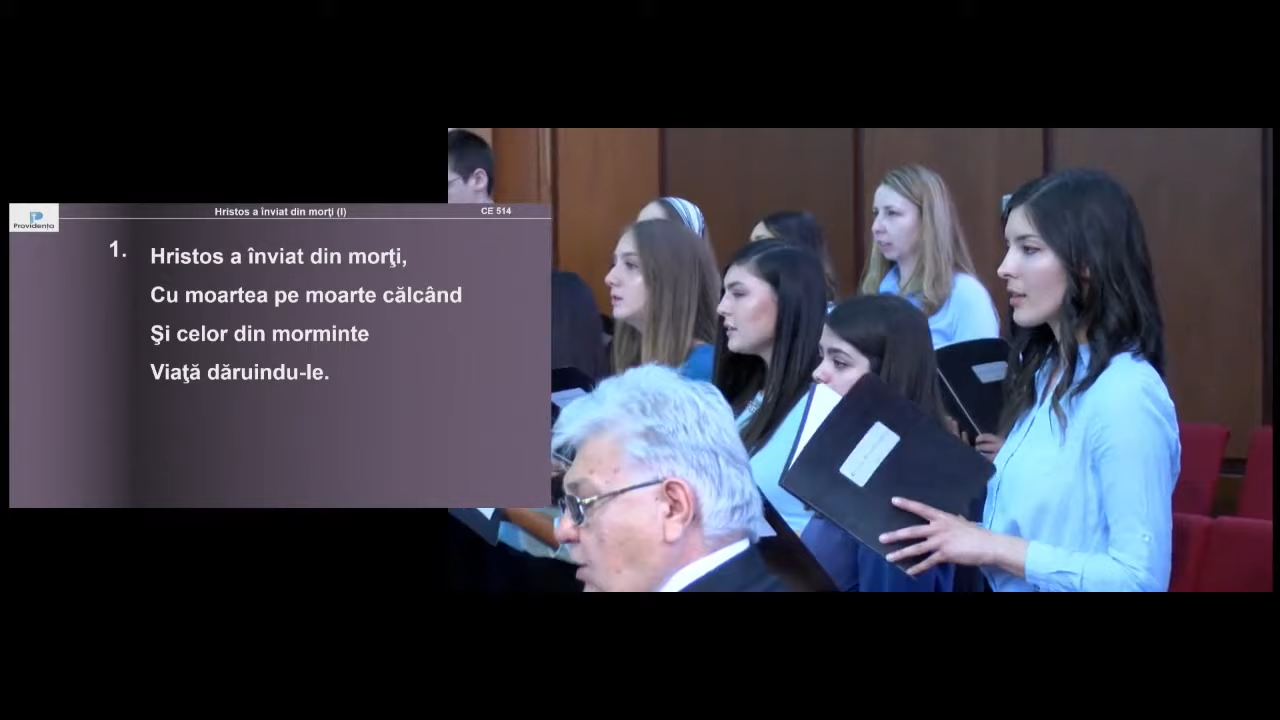 Providenţa
Hristos a înviat din morţi (I)
CE 514
1.
Hristos a înviat din morţi,
Cu moartea pe moarte călcând
Şi celor din morminte
Viaţă dăruindu-le.